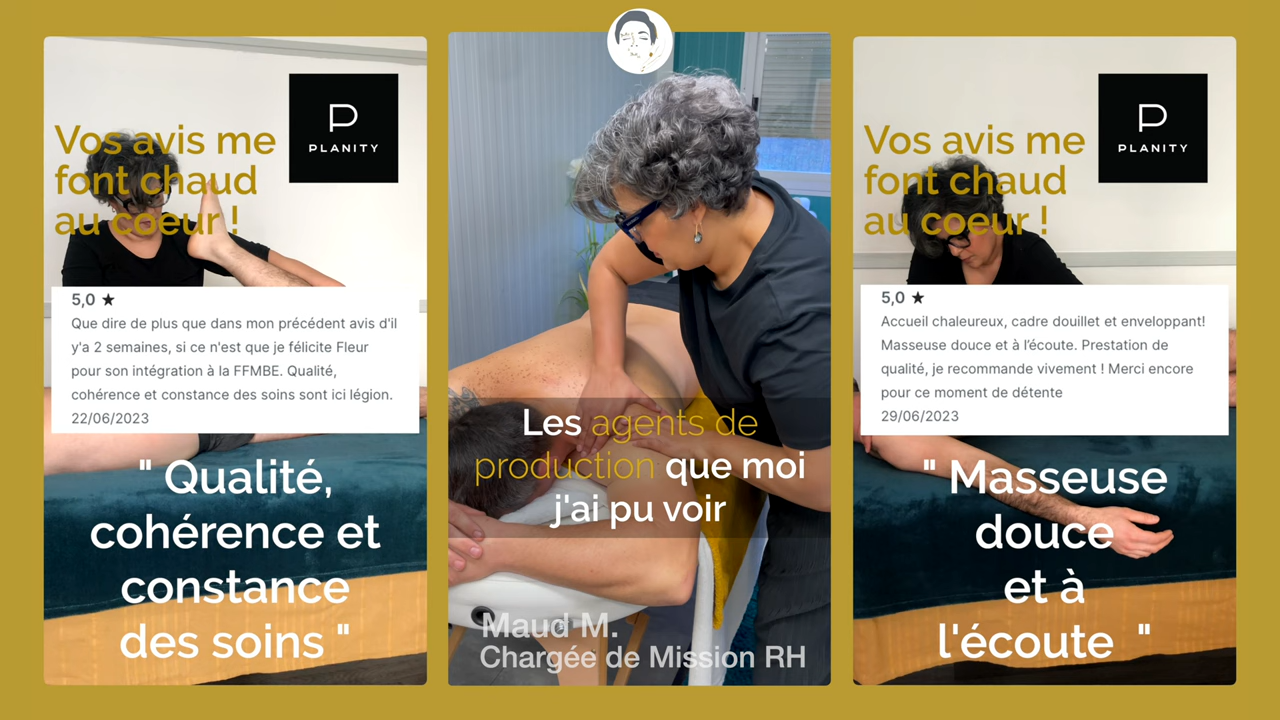 Vos avis me
font chaud
au coeur !
P
PLANITY
5,0 ★
Que dire de plus que dans mon précédent avis d'il
y'a 2 semaines, si ce n'est que je félicite Fleur
pour son intégration à la FFMBE. Qualité,
cohérence et constance des soins sont ici légion.
22/06/2023
" Qualité,
cohérence et
constance
des soins "
Les agents de
production que moi
j'ai pu voir
Maud M.
Chargée de Mission RH
Vos avis me
font chaud
au coeur !
P
PLANITY
5,0 ★
Accueil chaleureux, cadre douillet et enveloppant!
Masseuse douce et à l'écoute. Prestation de
qualité, je recommande vivement ! Merci encore
pour ce moment de détente
29/06/2023
" Masseuse
douce
et à
l'écoute "